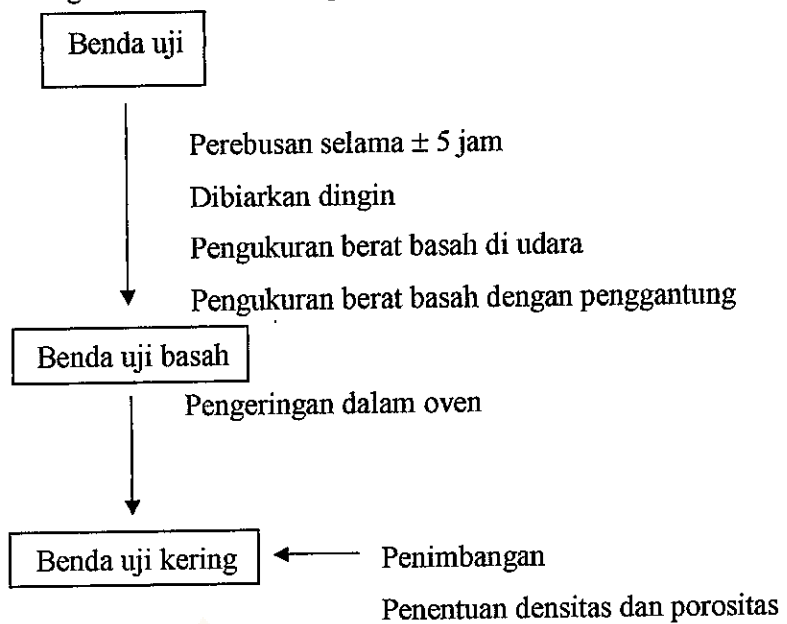 Benda uji
Perebusan selama ± 5 jam
Dibiarkan dingin
Pengukuran berat basah di udara
Pengukuran berat basah dengan penggantung
Benda uji basah
Pengeringan dalam oven
Benda uji kering
Penimbangan
Penentuan densitas dan porositas